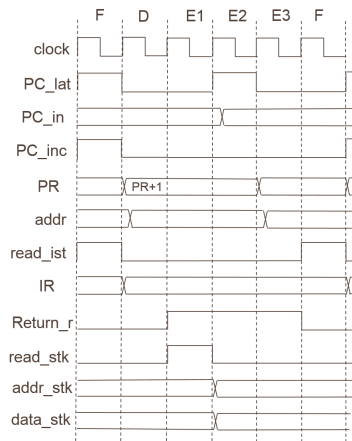 F D E1 E2 E3 F
clock
PC_lat
PC_in
PC_inc
PR PR+1
addr
read_ist
IR
Return_r
read_stk
addr_stk
data_stk